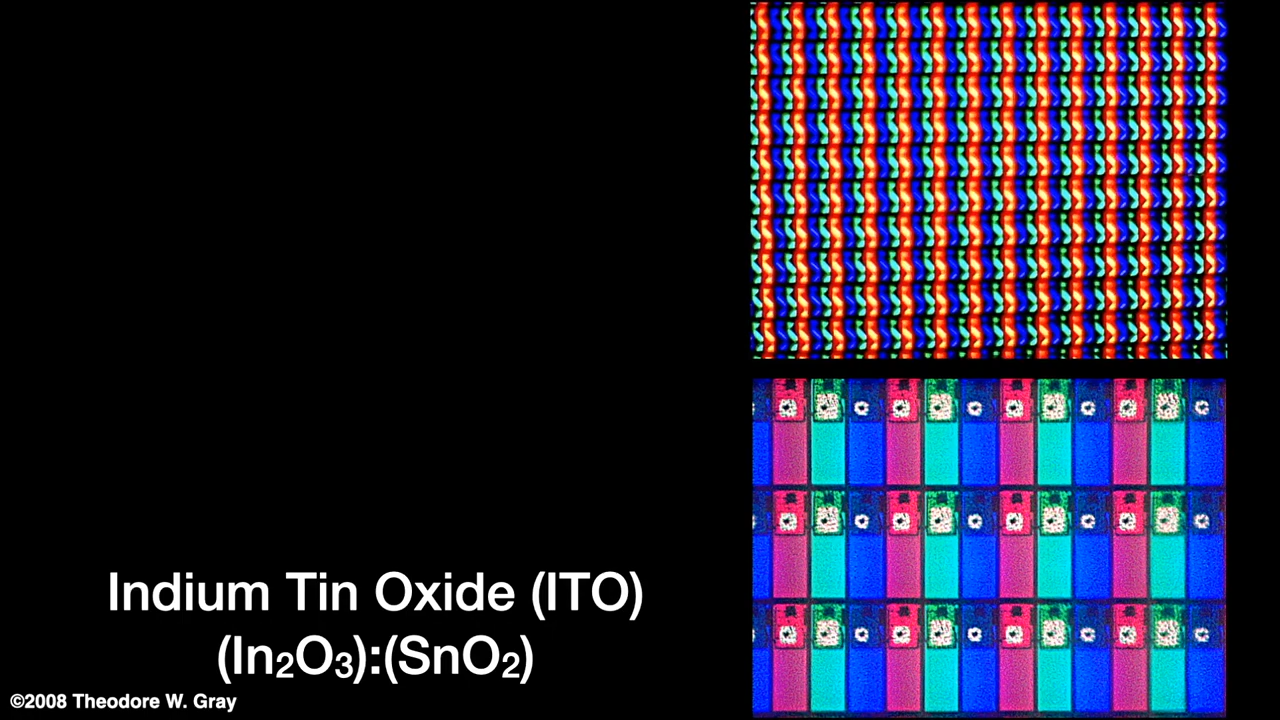 Indium Tin Oxide (ITO)
(In₂O₃):(SnO₂)
©2008 Theodore W. Gray